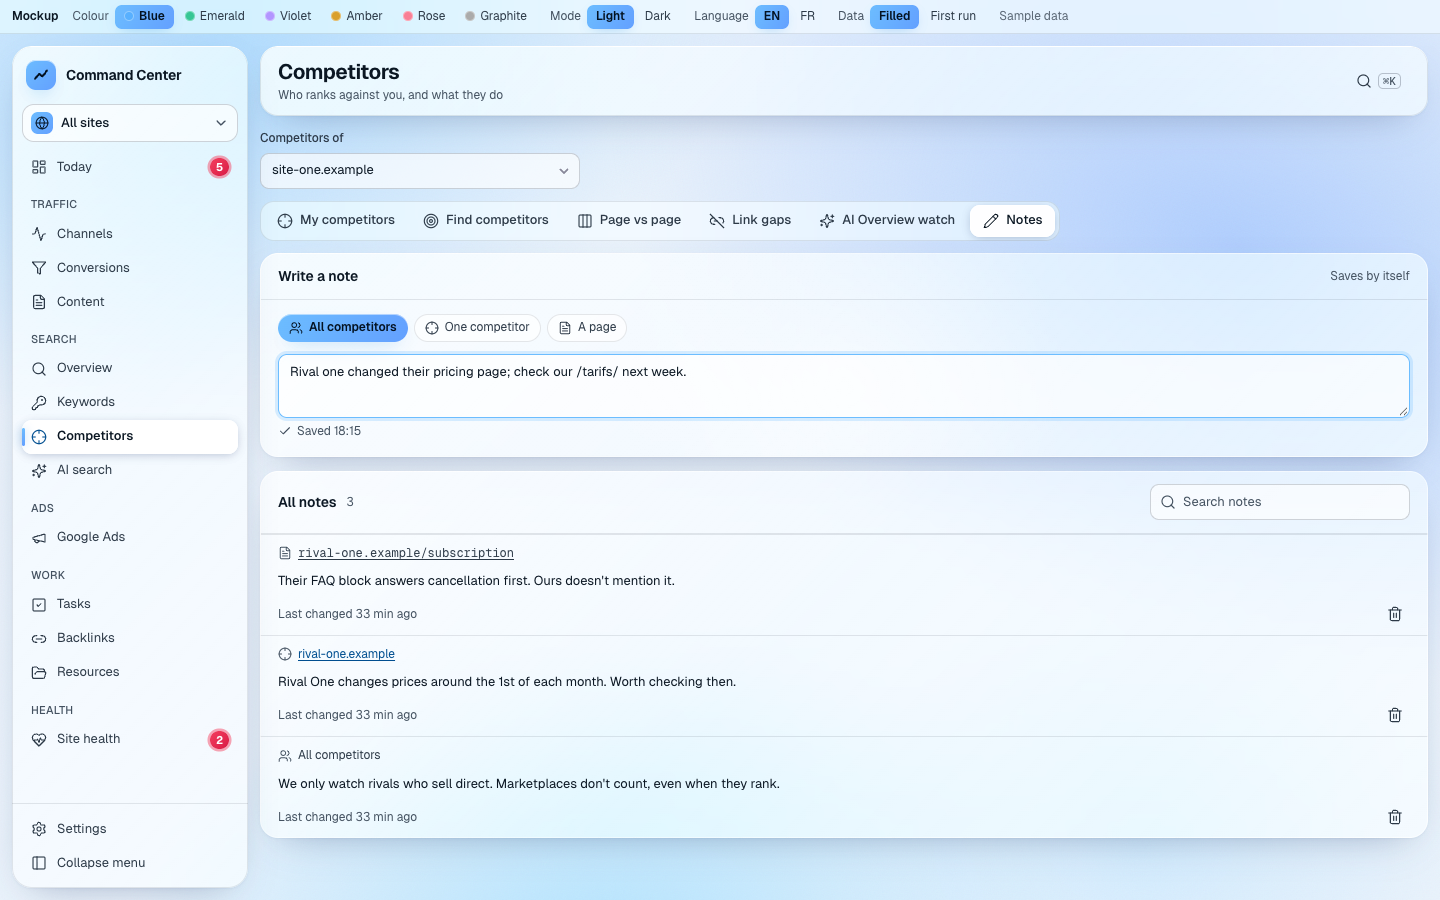 Mockup Colour Blue Emerald Violet Amber Rose Graphite Mode Light Dark Language EN FR Data Filled First run Sample data
Command Center
All sites
Today 5
TRAFFIC
Channels
Conversions
Content
SEARCH
Overview
Keywords
Competitors
AI search
ADS
Google Ads
WORK
Tasks
Backlinks
Resources
HEALTH
Site health 2
Settings
Collapse menu
Competitors
Who ranks against you, and what they do
⌘K
Competitors of
site-one.example
My competitors Find competitors Page vs page Link gaps AI Overview watch Notes
Write a note Saves by itself
All competitors One competitor A page
Rival one changed their pricing page; check our /tarifs/ next week.
Saved 18:15
All notes 3 Search notes
rival-one.example/subscription
Their FAQ block answers cancellation first. Ours doesn't mention it.
Last changed 33 min ago
rival-one.example
Rival One changes prices around the 1st of each month. Worth checking then.
Last changed 33 min ago
All competitors
We only watch rivals who sell direct. Marketplaces don't count, even when they rank.
Last changed 33 min ago